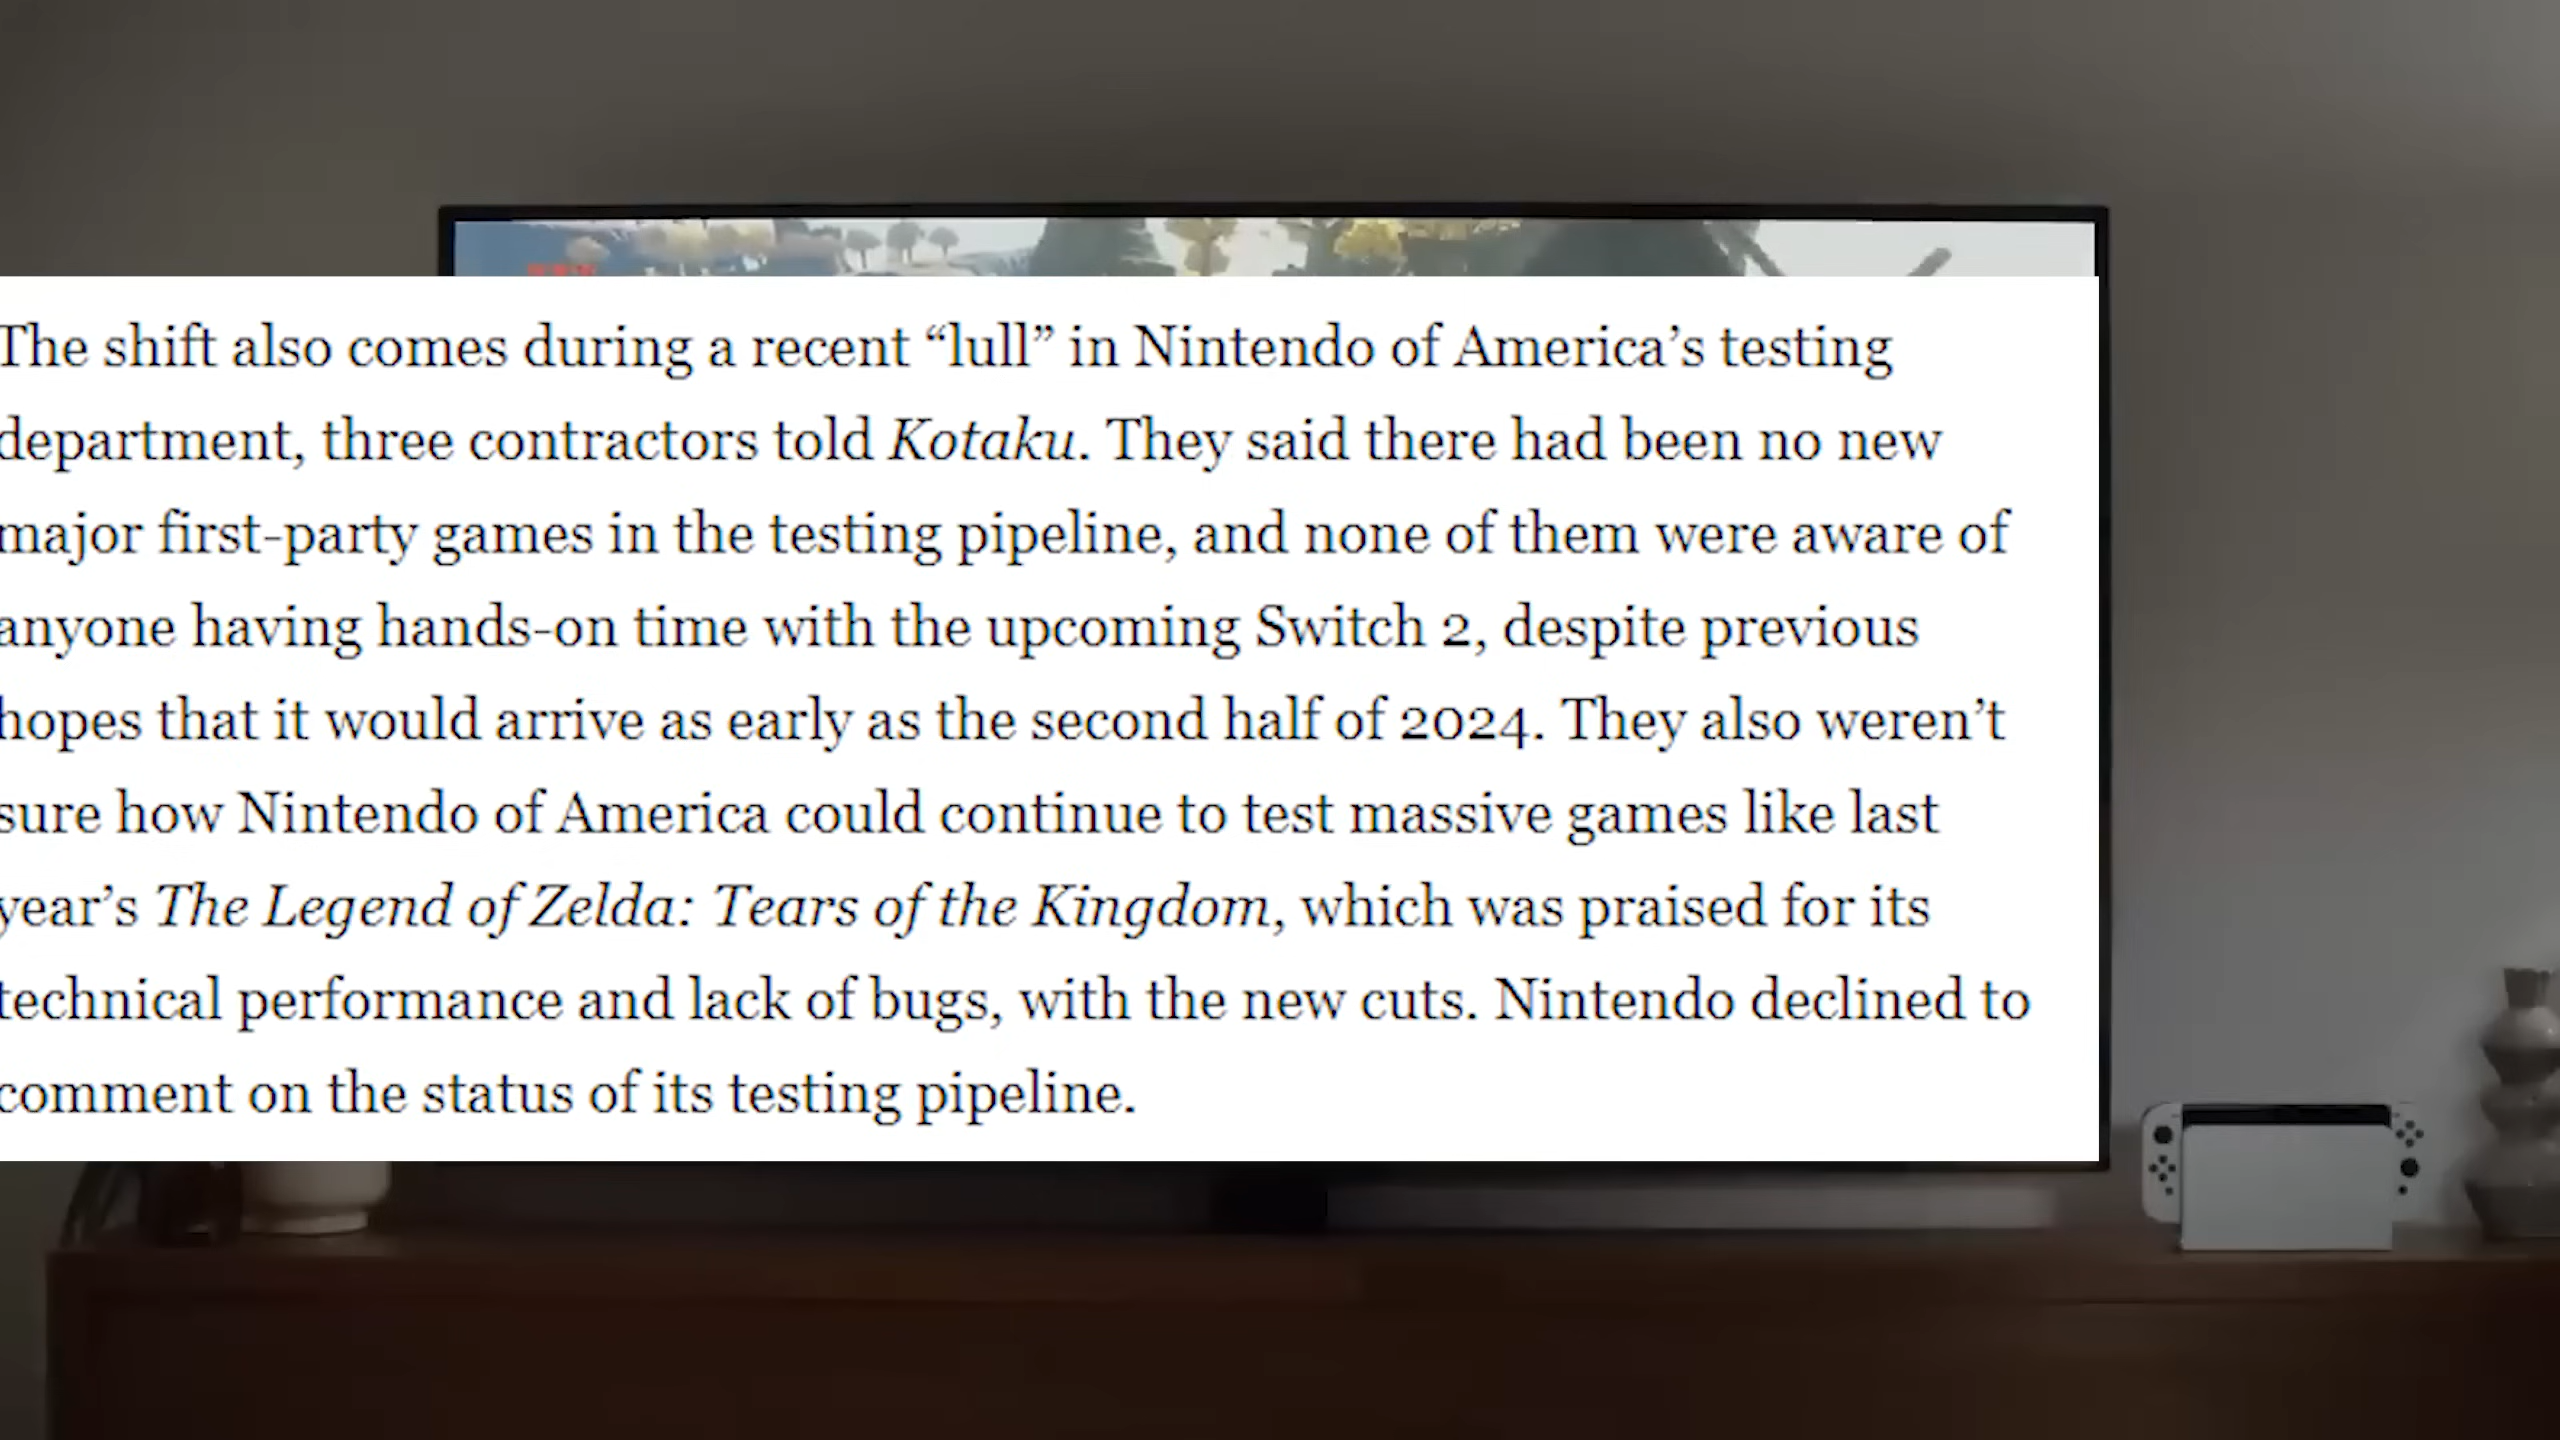 The shift also comes during a recent “lull” in Nintendo of America’s testing
department, three contractors told Kotaku. They said there had been no new
major first-party games in the testing pipeline, and none of them were aware of
anyone having hands-on time with the upcoming Switch 2, despite previous
hopes that it would arrive as early as the second half of 2024. They also weren’t
sure how Nintendo of America could continue to test massive games like last
year’s The Legend of Zelda: Tears of the Kingdom, which was praised for its
technical performance and lack of bugs, with the new cuts. Nintendo declined to
comment on the status of its testing pipeline.